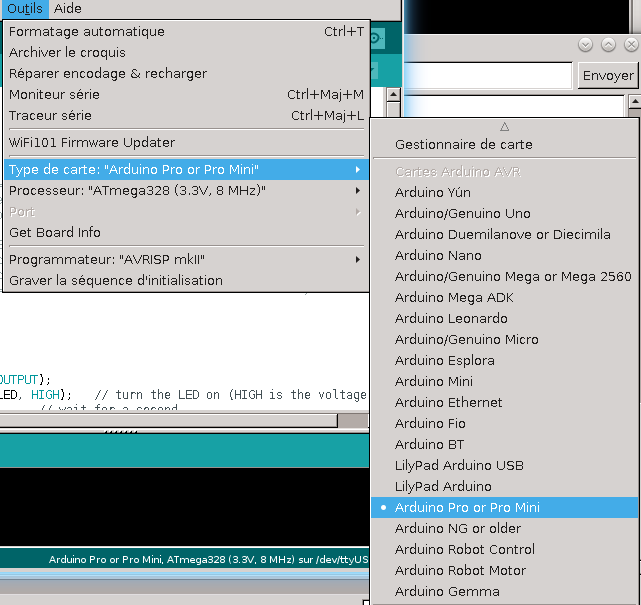 Outils Aide
Formatage automatique Ctrl+T
Archiver le croquis
Réparer encodage & recharger
Moniteur série Ctrl+Maj+M
Traceur série Ctrl+Maj+L
WiFi101 Firmware Updater
Type de carte: "Arduino Pro or Pro Mini"
Processeur: "ATmega328 (3.3V, 8 MHz)"
Port
Get Board Info
Programmateur: "AVRISP mkII"
Graver la séquence d'initialisation
Envoyer
Gestionnaire de carte
Cartes Arduino AVR
Arduino Yún
Arduino/Genuino Uno
Arduino Duemilanove or Diecimila
Arduino Nano
Arduino/Genuino Mega or Mega 2560
Arduino Mega ADK
Arduino Leonardo
Arduino/Genuino Micro
Arduino Esplora
Arduino Mini
Arduino Ethernet
Arduino Fio
Arduino BT
LilyPad Arduino USB
LilyPad Arduino
Arduino Pro or Pro Mini
Arduino NG or older
Arduino Robot Control
Arduino Robot Motor
Arduino Gemma
OUTPUT);
LED, HIGH); // turn the LED on (HIGH is the voltage
// wait for a second
Arduino Pro or Pro Mini, ATmega328 (3.3V, 8 MHz) sur /dev/ttyUS